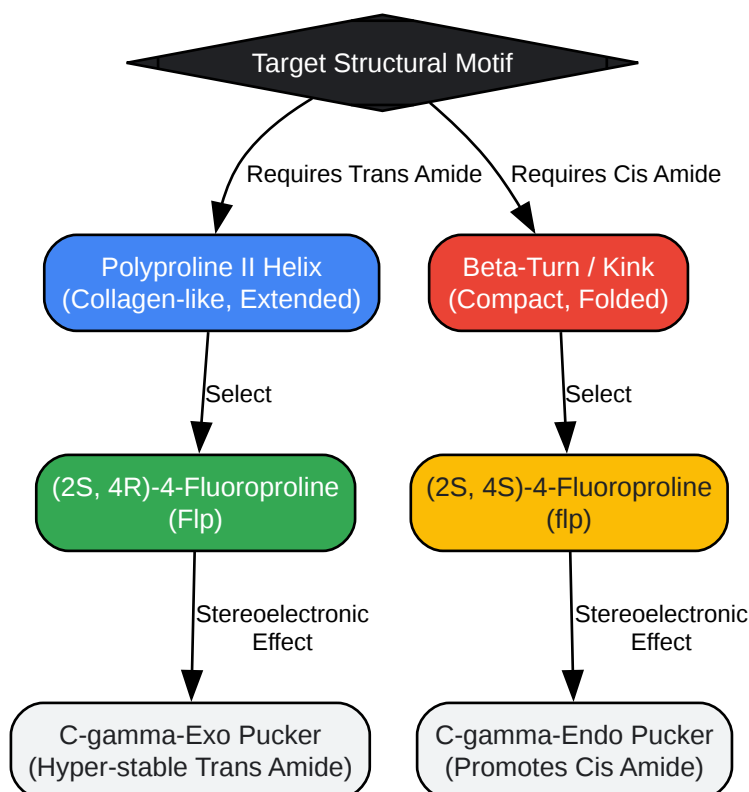 Target Structural Motif
Requires Trans Amide
Requires Cis Amide
Polyproline II Helix
(Collagen-like, Extended)
Beta-Turn / Kink
(Compact, Folded)
Select
Select
(2S, 4R)-4-Fluoroproline
(Flp)
(2S, 4S)-4-Fluoroproline
(flp)
Stereoelectronic
Effect
Stereoelectronic
Effect
C-gamma-Exo Pucker
(Hyper-stable Trans Amide)
C-gamma-Endo Pucker
(Promotes Cis Amide)